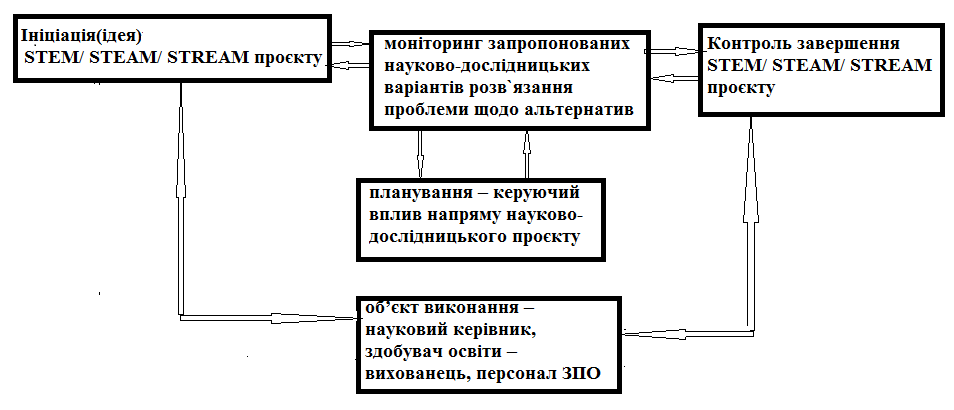 Ініціація(ідея)
STEM/ STEAM/ STREAM проєкту
моніторинг запропонованих
науково-дослідницьких
варіантів розв`язання
проблеми щодо альтернатив
Контроль завершення
STEM/ STEAM/ STREAM
проєкту
планування – керуючий
вплив напряму науково-
дослідницького проєкту
об’єкт виконання –
науковий керівник,
здобувач освіти –
вихованець, персонал ЗПО